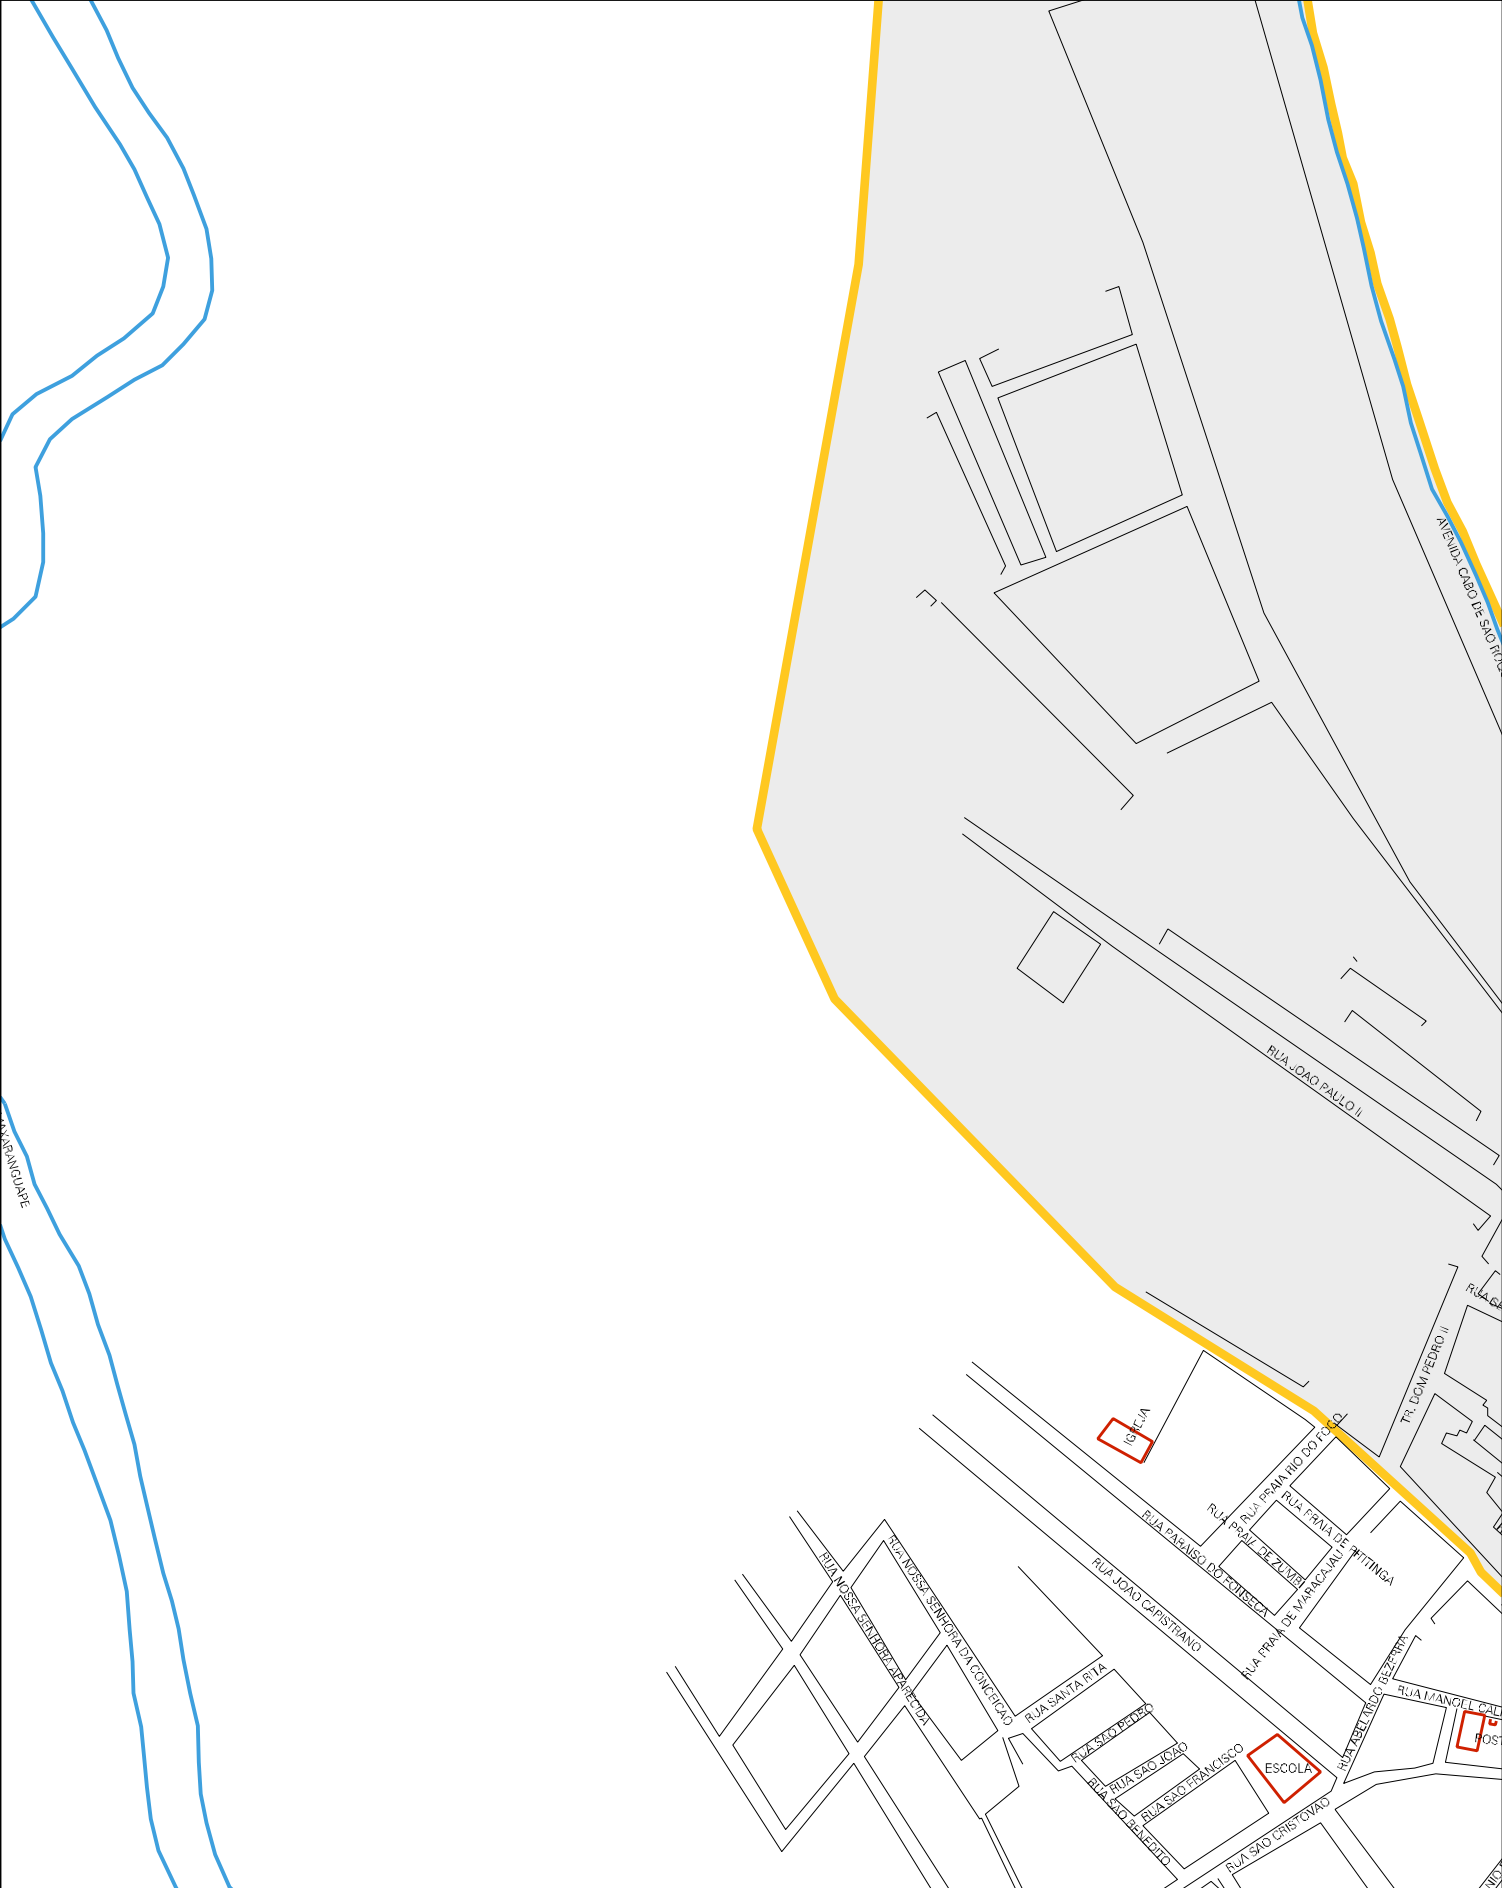 AVENIDA CABO DE SAO
RUA JOAO PAULO II
MAXARANGUAPE
TR. DOM PEDRO II
IGREJA
RUA PRAIA RIO DO FOGO
RUA PRAIA DE PITITINGA
RUA PRAIA DE ZUMBI
RUA PARAISO DO FONSECA
RUA JOAO CAPISTRANO
RUA PRAIA DE MARACAJAU
RUA NOSSA SENHORA DA CONCEICAO
RUA NOSSA SENHORA APARECIDA
RUA ABELARDO BEZERRA
RUA SANTA RITA
RUA MANOEL
RUA SAO PEDRO
RUA SAO JOAO
RUA SAO FRANCISCO
ESCOLA
RUA SAO BENEDITO
RUA SAO CRISTOVAO